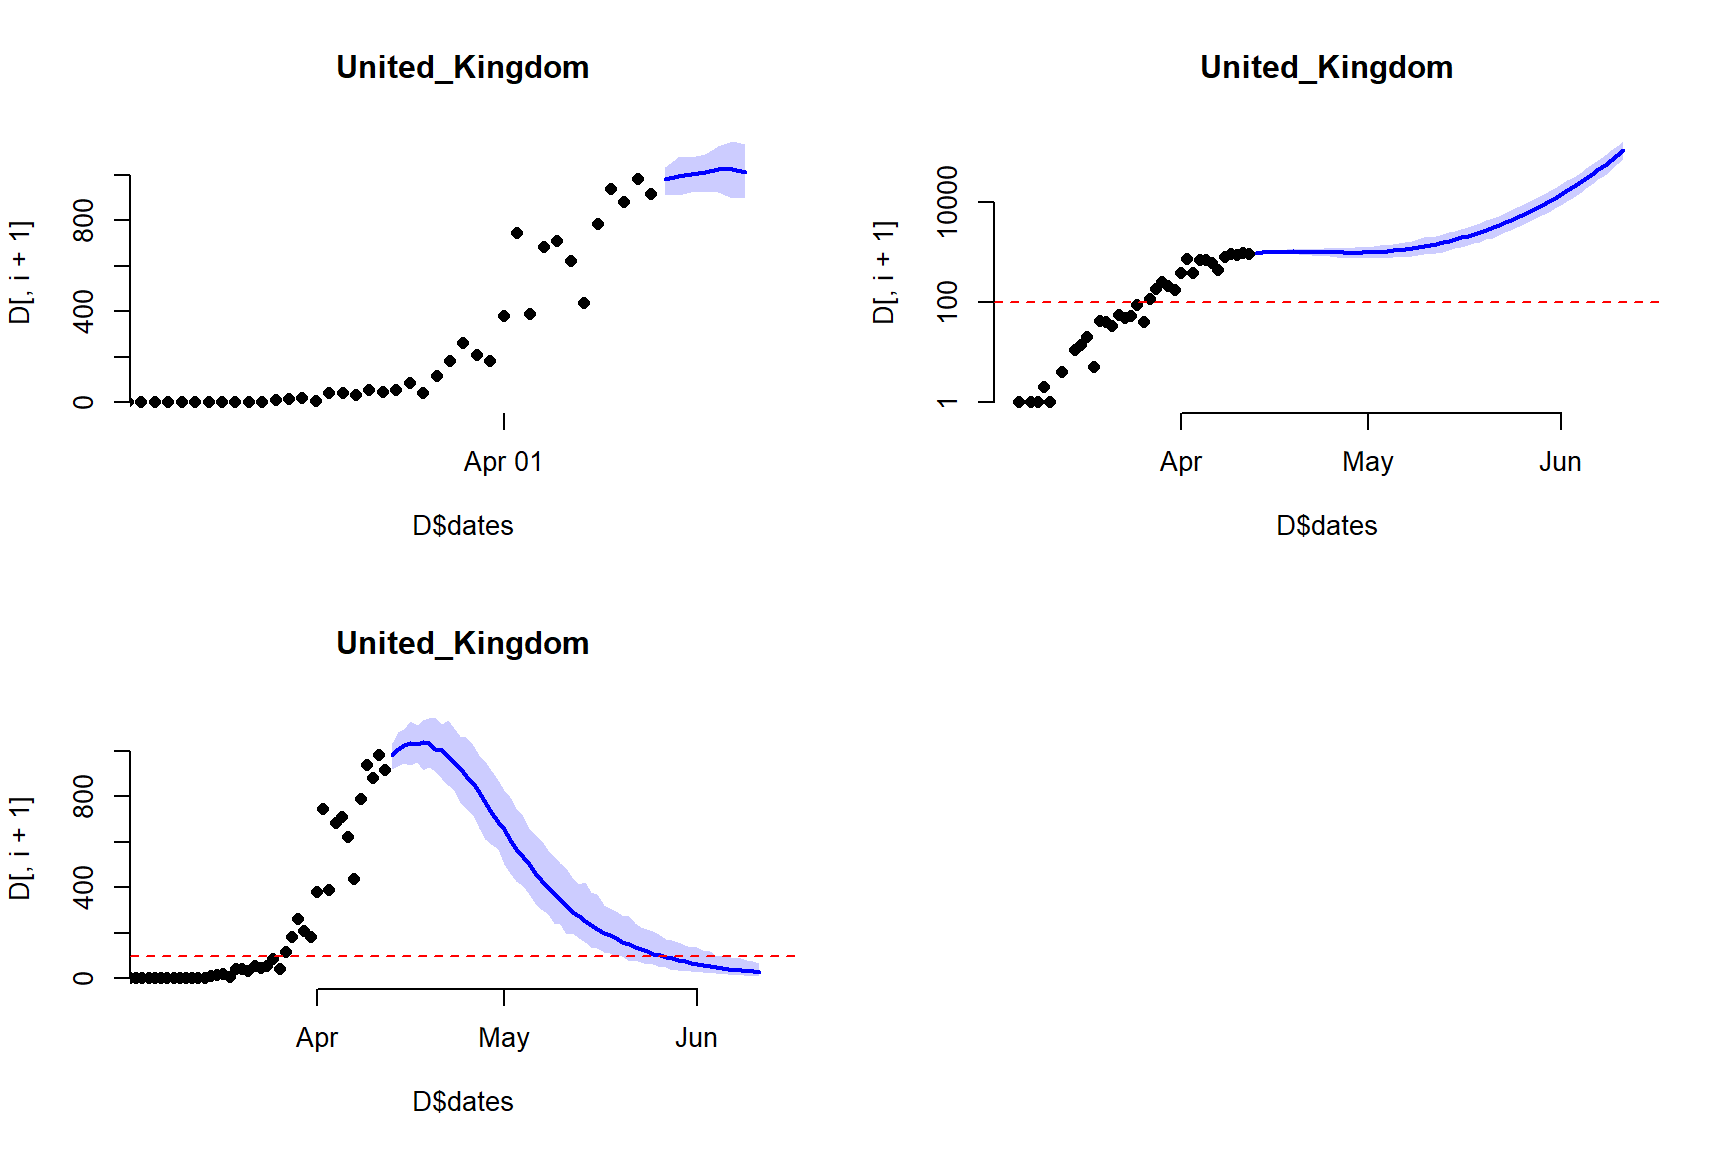 United_Kingdom
D[, i + 1]
0
400
800
Apr 01
D$dates
United_Kingdom
D[, i + 1]
1
100
10000
Apr May Jun
D$dates
United_Kingdom
D[, i + 1]
0
400
800
Apr May Jun
D$dates